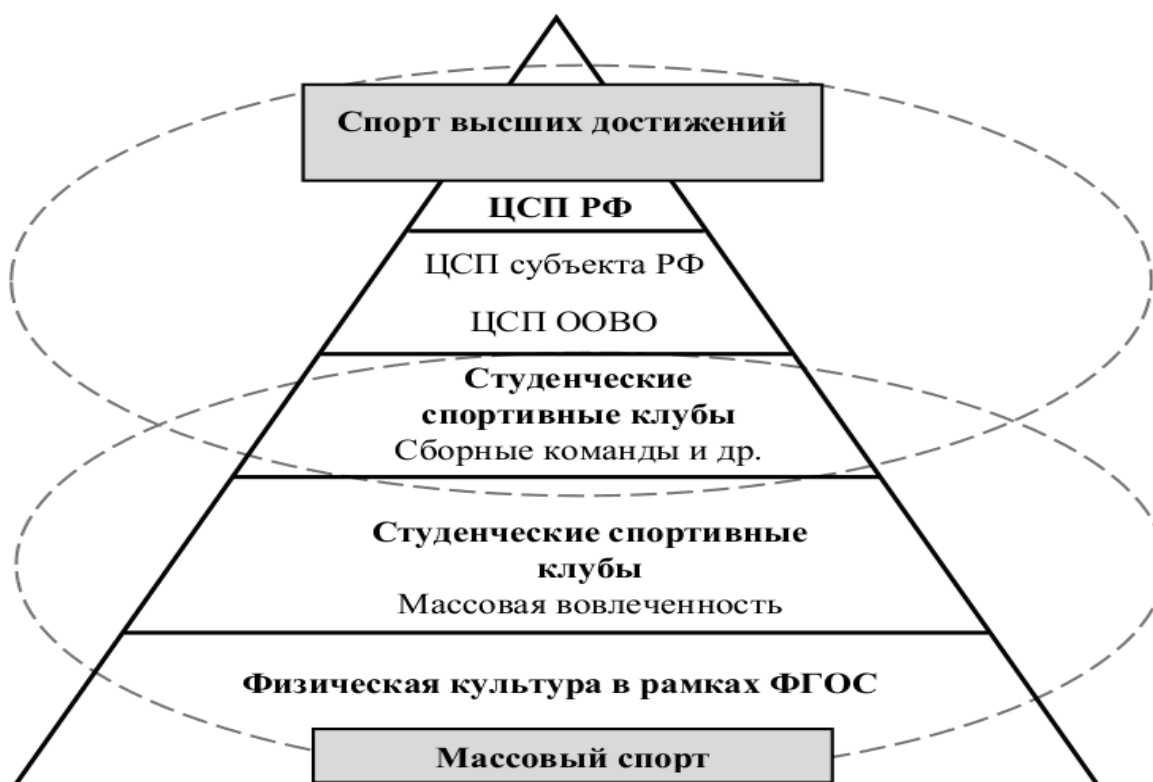 Спорт высших достижений
ЦСП РФ
ЦСП субъекта РФ
ЦСП ООВО
Студенческие
спортивные клубы
Сборные команды и др.
Студенческие спортивные
клубы
Массовая вовлеченность
Физическая культура в рамках ФГОС
Массовый спорт